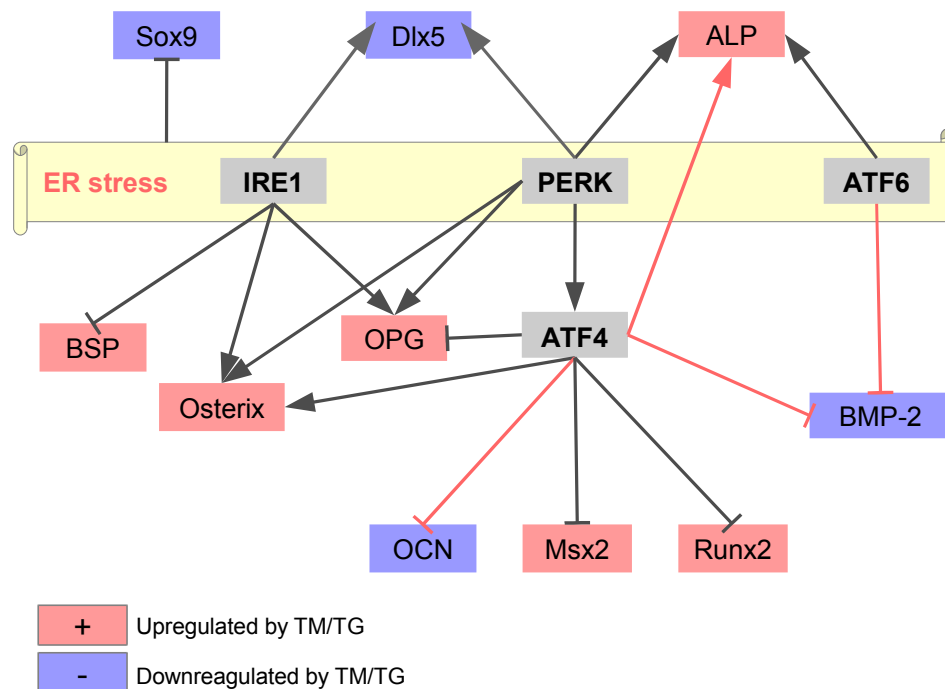 Sox9
Dlx5
ALP
ER stress
IRE1
PERK
ATF6
BSP
OPG
ATF4
Osterix
BMP-2
OCN
Msx2
Runx2
+ Upregulated by TM/TG
- Downreagulated by TM/TG